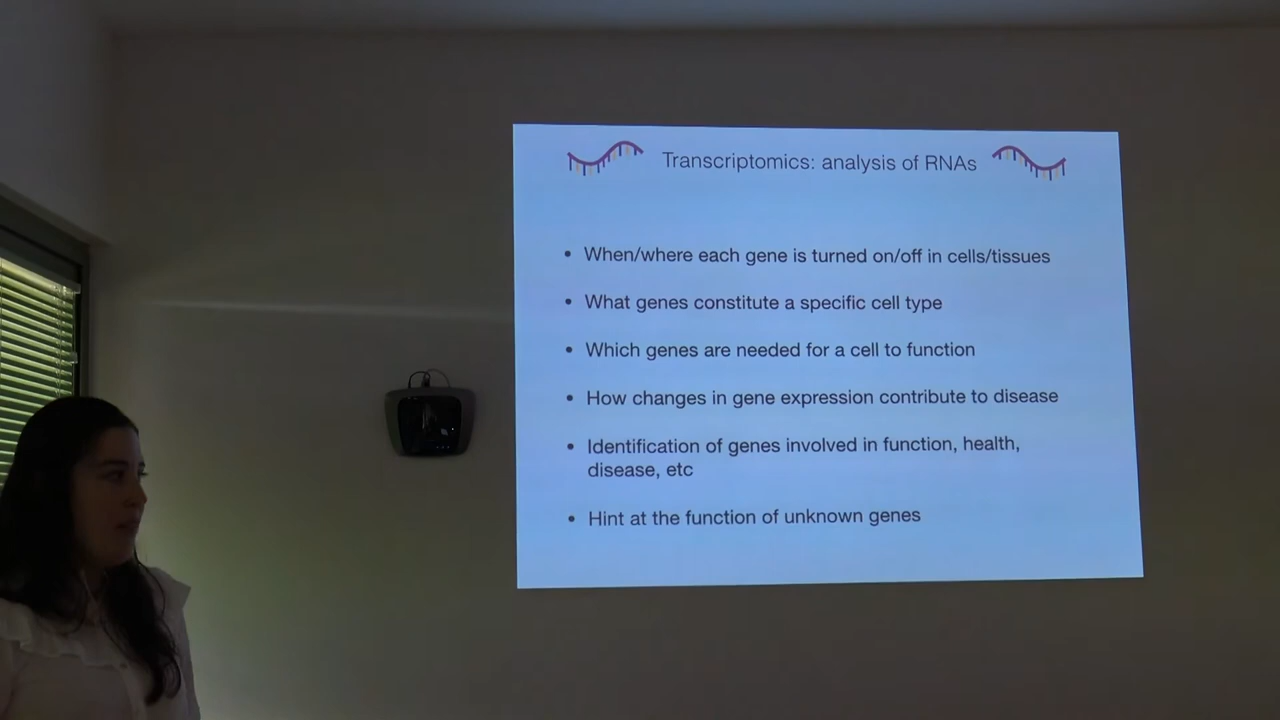 Transcriptomics: analysis of RNAs
• When/where each gene is turned on/off in cells/tissues
• What genes constitute a specific cell type
• Which genes are needed for a cell to function
• How changes in gene expression contribute to disease
• Identification of genes involved in function, health,
disease, etc
• Hint at the function of unknown genes